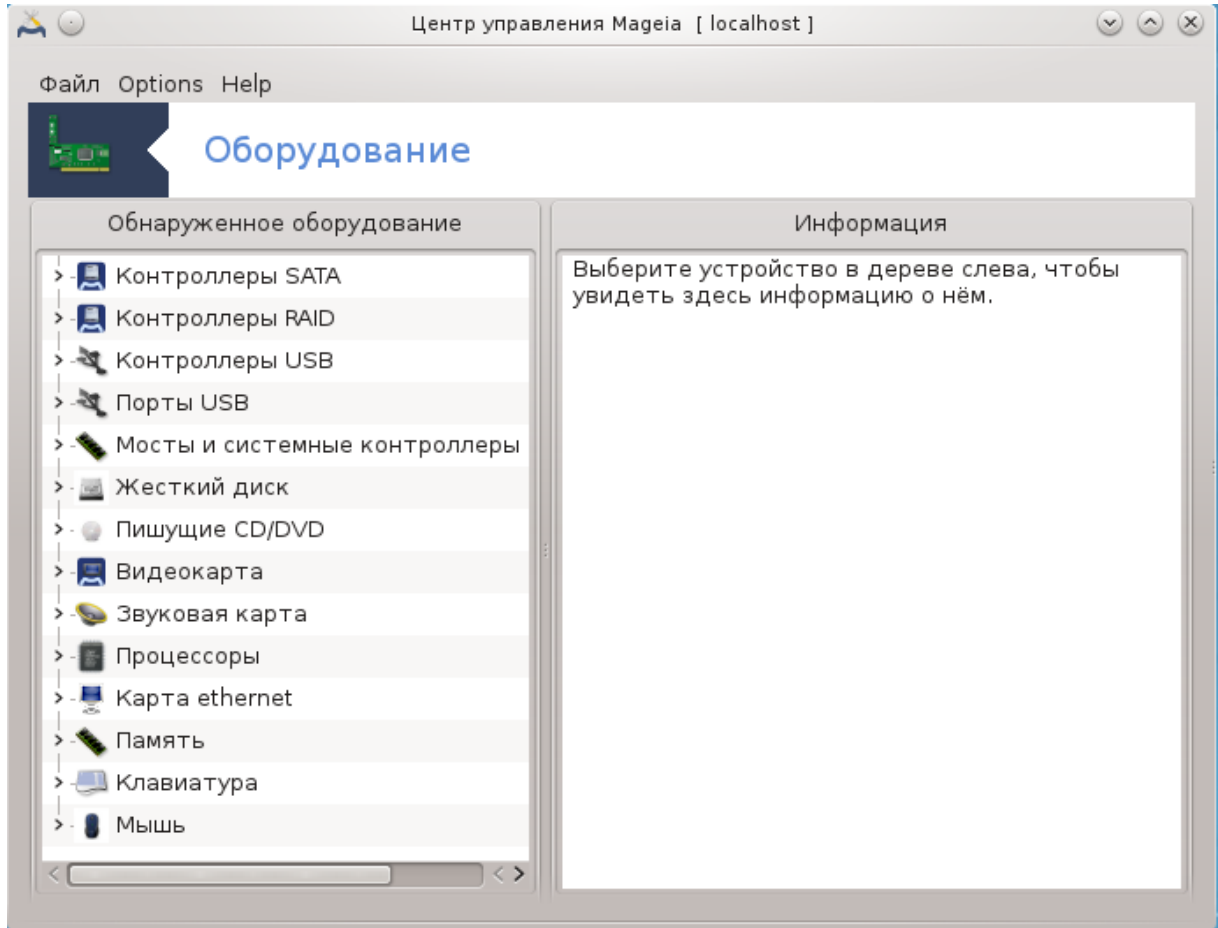 Центр управления Mageia [ localhost ]
Файл Options Help
Оборудование
Обнаруженное оборудование
Контроллеры SATA
Контроллеры RAID
Контроллеры USB
Порты USB
Мосты и системные контроллеры
Жесткий диск
Пишущие CD/DVD
Видеокарта
Звуковая карта
Процессоры
Карта ethernet
Память
Клавиатура
Мышь
Информация
Выберите устройство в дереве слева, чтобы
увидеть здесь информацию о нём.